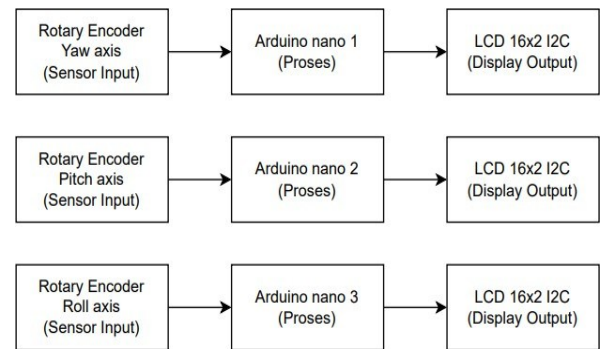 Rotary Encoder
Yaw axis
(Sensor Input)
Arduino nano 1
(Proses)
LCD 16x2 I2C
(Display Output)
Rotary Encoder
Pitch axis
(Sensor Input)
Arduino nano 2
(Proses)
LCD 16x2 I2C
(Display Output)
Rotary Encoder
Roll axis
(Sensor Input)
Arduino nano 3
(Proses)
LCD 16x2 I2C
(Display Output)